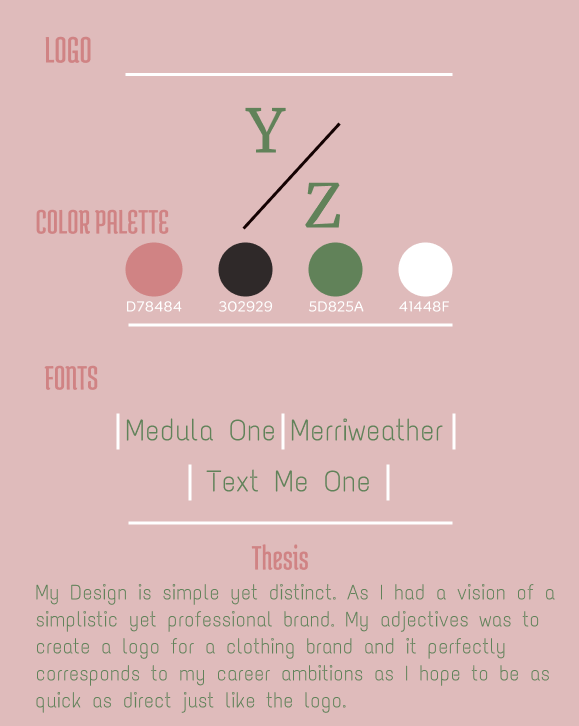 LOGO
Y
Z
COLOR PALETTE
D78484 302929 5D825A 41448F
FONTS
Medula One Merriweather
Text Me One
Thesis
My Design is simple yet distinct. As I had a vision of a
simplistic yet professional brand. My adjectives was to
create a logo for a clothing brand and it perfectly
corresponds to my career ambitions as I hope to be as
quick as direct just like the logo.